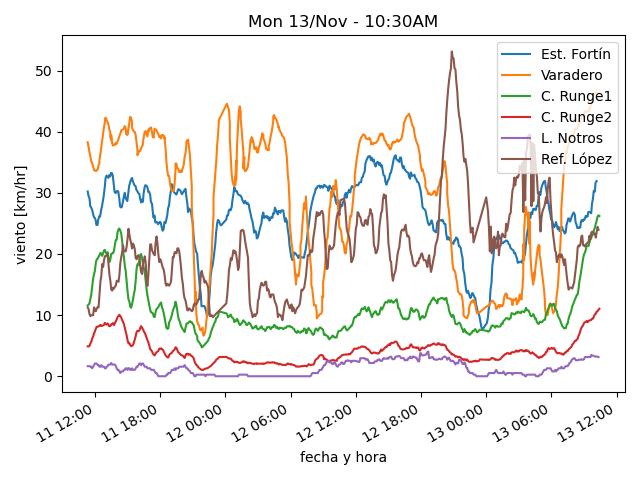 Mon 13/Nov - 10:30AM
Est. Fortín
Varadero
C. Runge1
C. Runge2
L. Notros
Ref. López
viento [km/hr]
50
40
30
20
10
0
11 12:00
11 18:00
12 00:00
12 06:00
12 12:00
12 18:00
13 00:00
13 06:00
13 12:00
fecha y hora